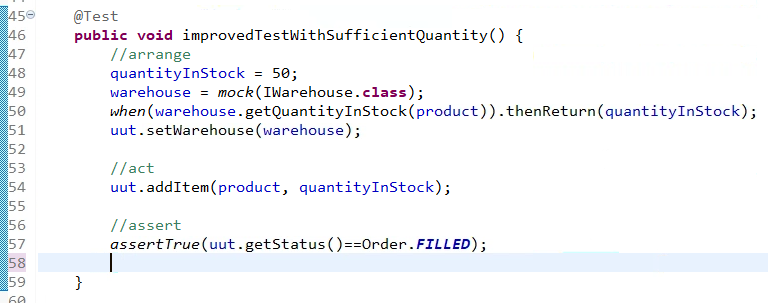 45 @Test
46 public void improvedTestWithSufficientQuantity() {
47 //arrange
48 quantityInStock = 50;
49 warehouse = mock(IWarehouse.class);
50 when(warehouse.getQuantityInStock(product)).thenReturn(quantityInStock);
51 uut.setWarehouse(warehouse);
52
53 //act
54 uut.addItem(product, quantityInStock);
55
56 //assert
57 assertTrue(uut.getStatus()==Order.FILLED);
58
59 }
60